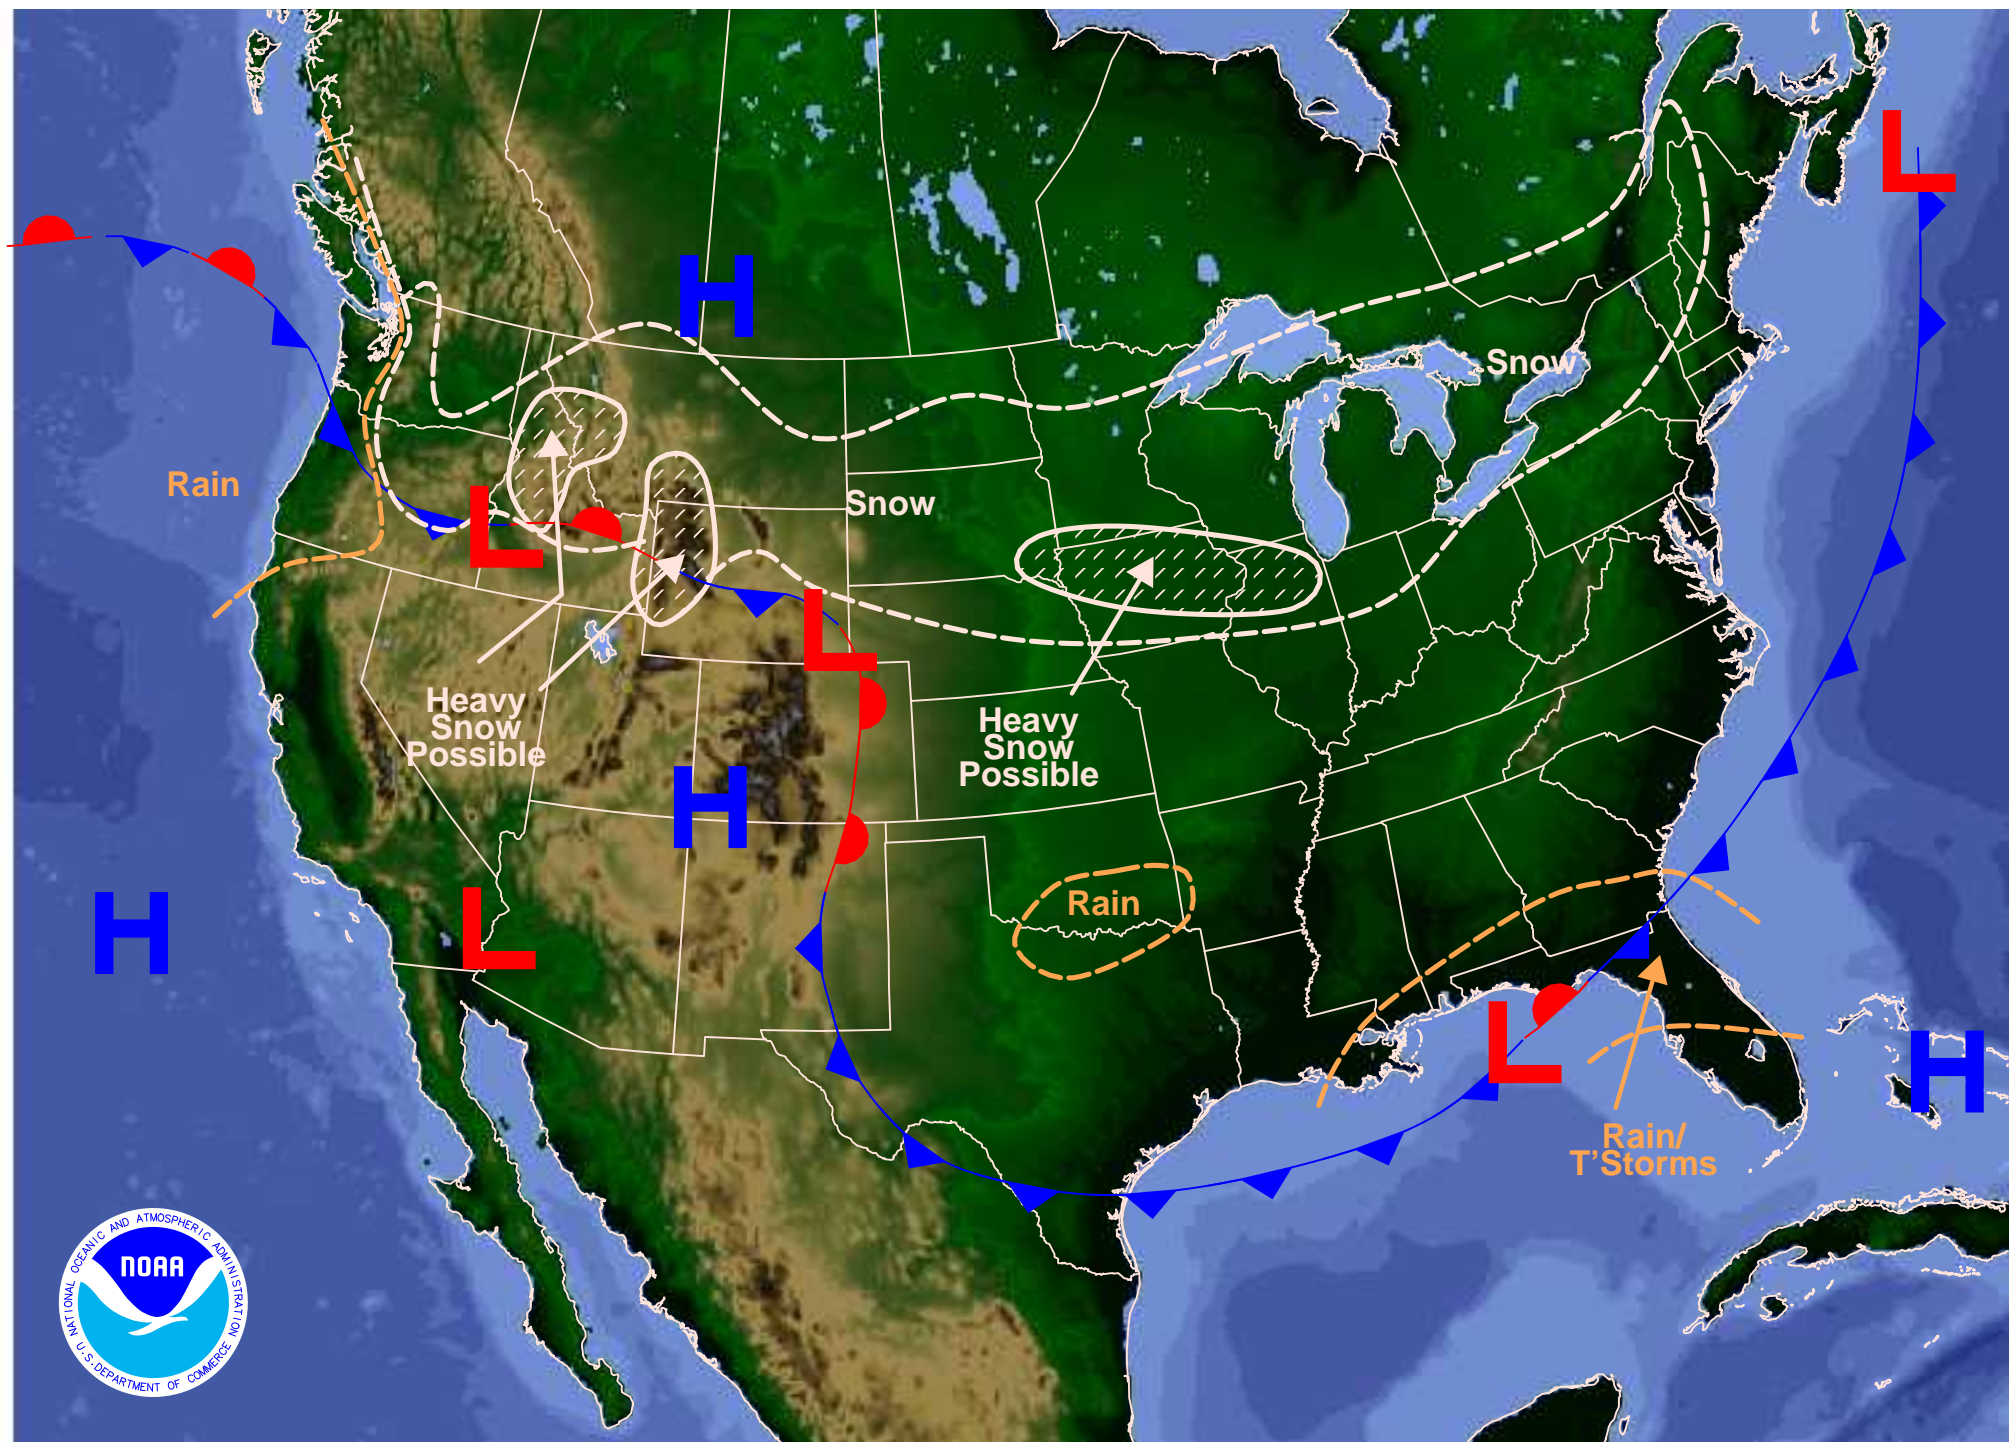 L
H
Snow
Rain
Snow
L
L
Heavy
Snow
Possible
Heavy
Snow
Possible
H
Rain
H
L
L
H
Rain/
T'Storms
NATIONAL OCEANIC AND ATMOSPHERIC ADMINISTRATION
NOAA
U.S. DEPARTMENT OF COMMERCE